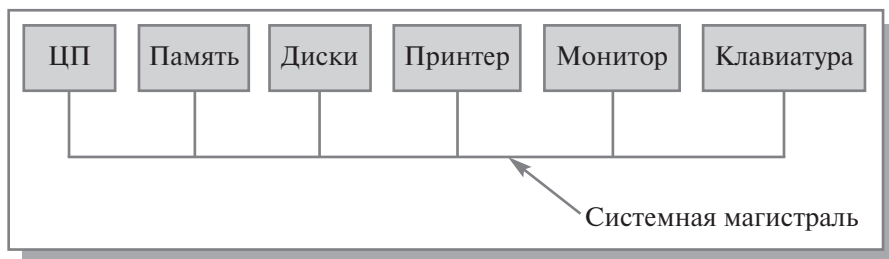 ЦП Память Диски Принтер Монитор Клавиатура
Системная магистраль